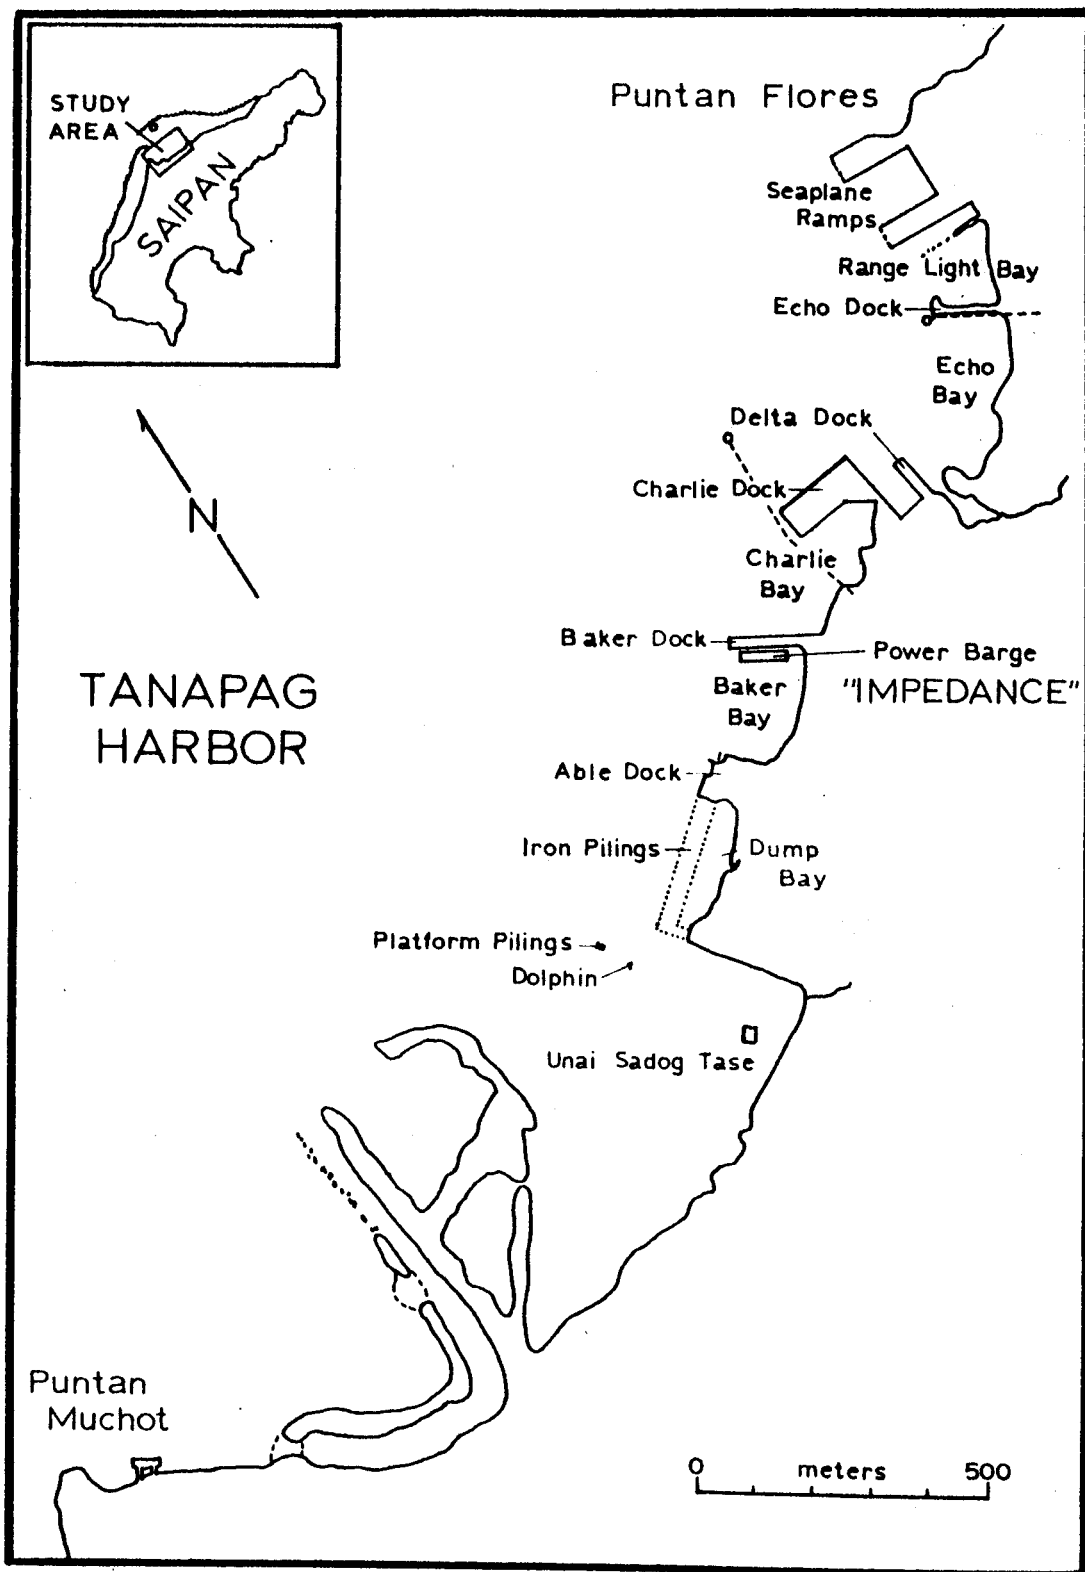 STUDY
AREA
SAIPAN
N
TANAPAG
HARBOR
Puntan Flores
Seaplane
Ramps
Range Light Bay
Echo Dock
Echo
Bay
Delta Dock
Charlie Dock
Charlie
Bay
Baker Dock
Power Barge
"IMPEDANCE"
Baker
Bay
Able Dock
Iron Pilings
Dump
Bay
Platform Pilings
Dolphin
Unai Sadog Tase
Puntan
Muchot
0 meters 500